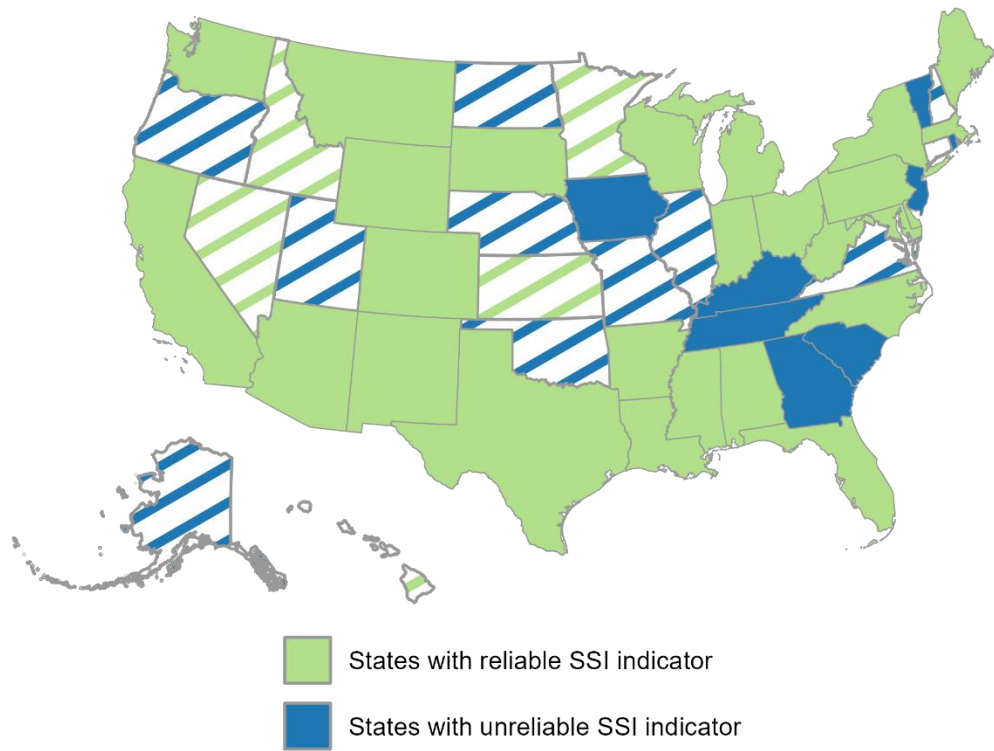 States with reliable SSI indicator
States with unreliable SSI indicator